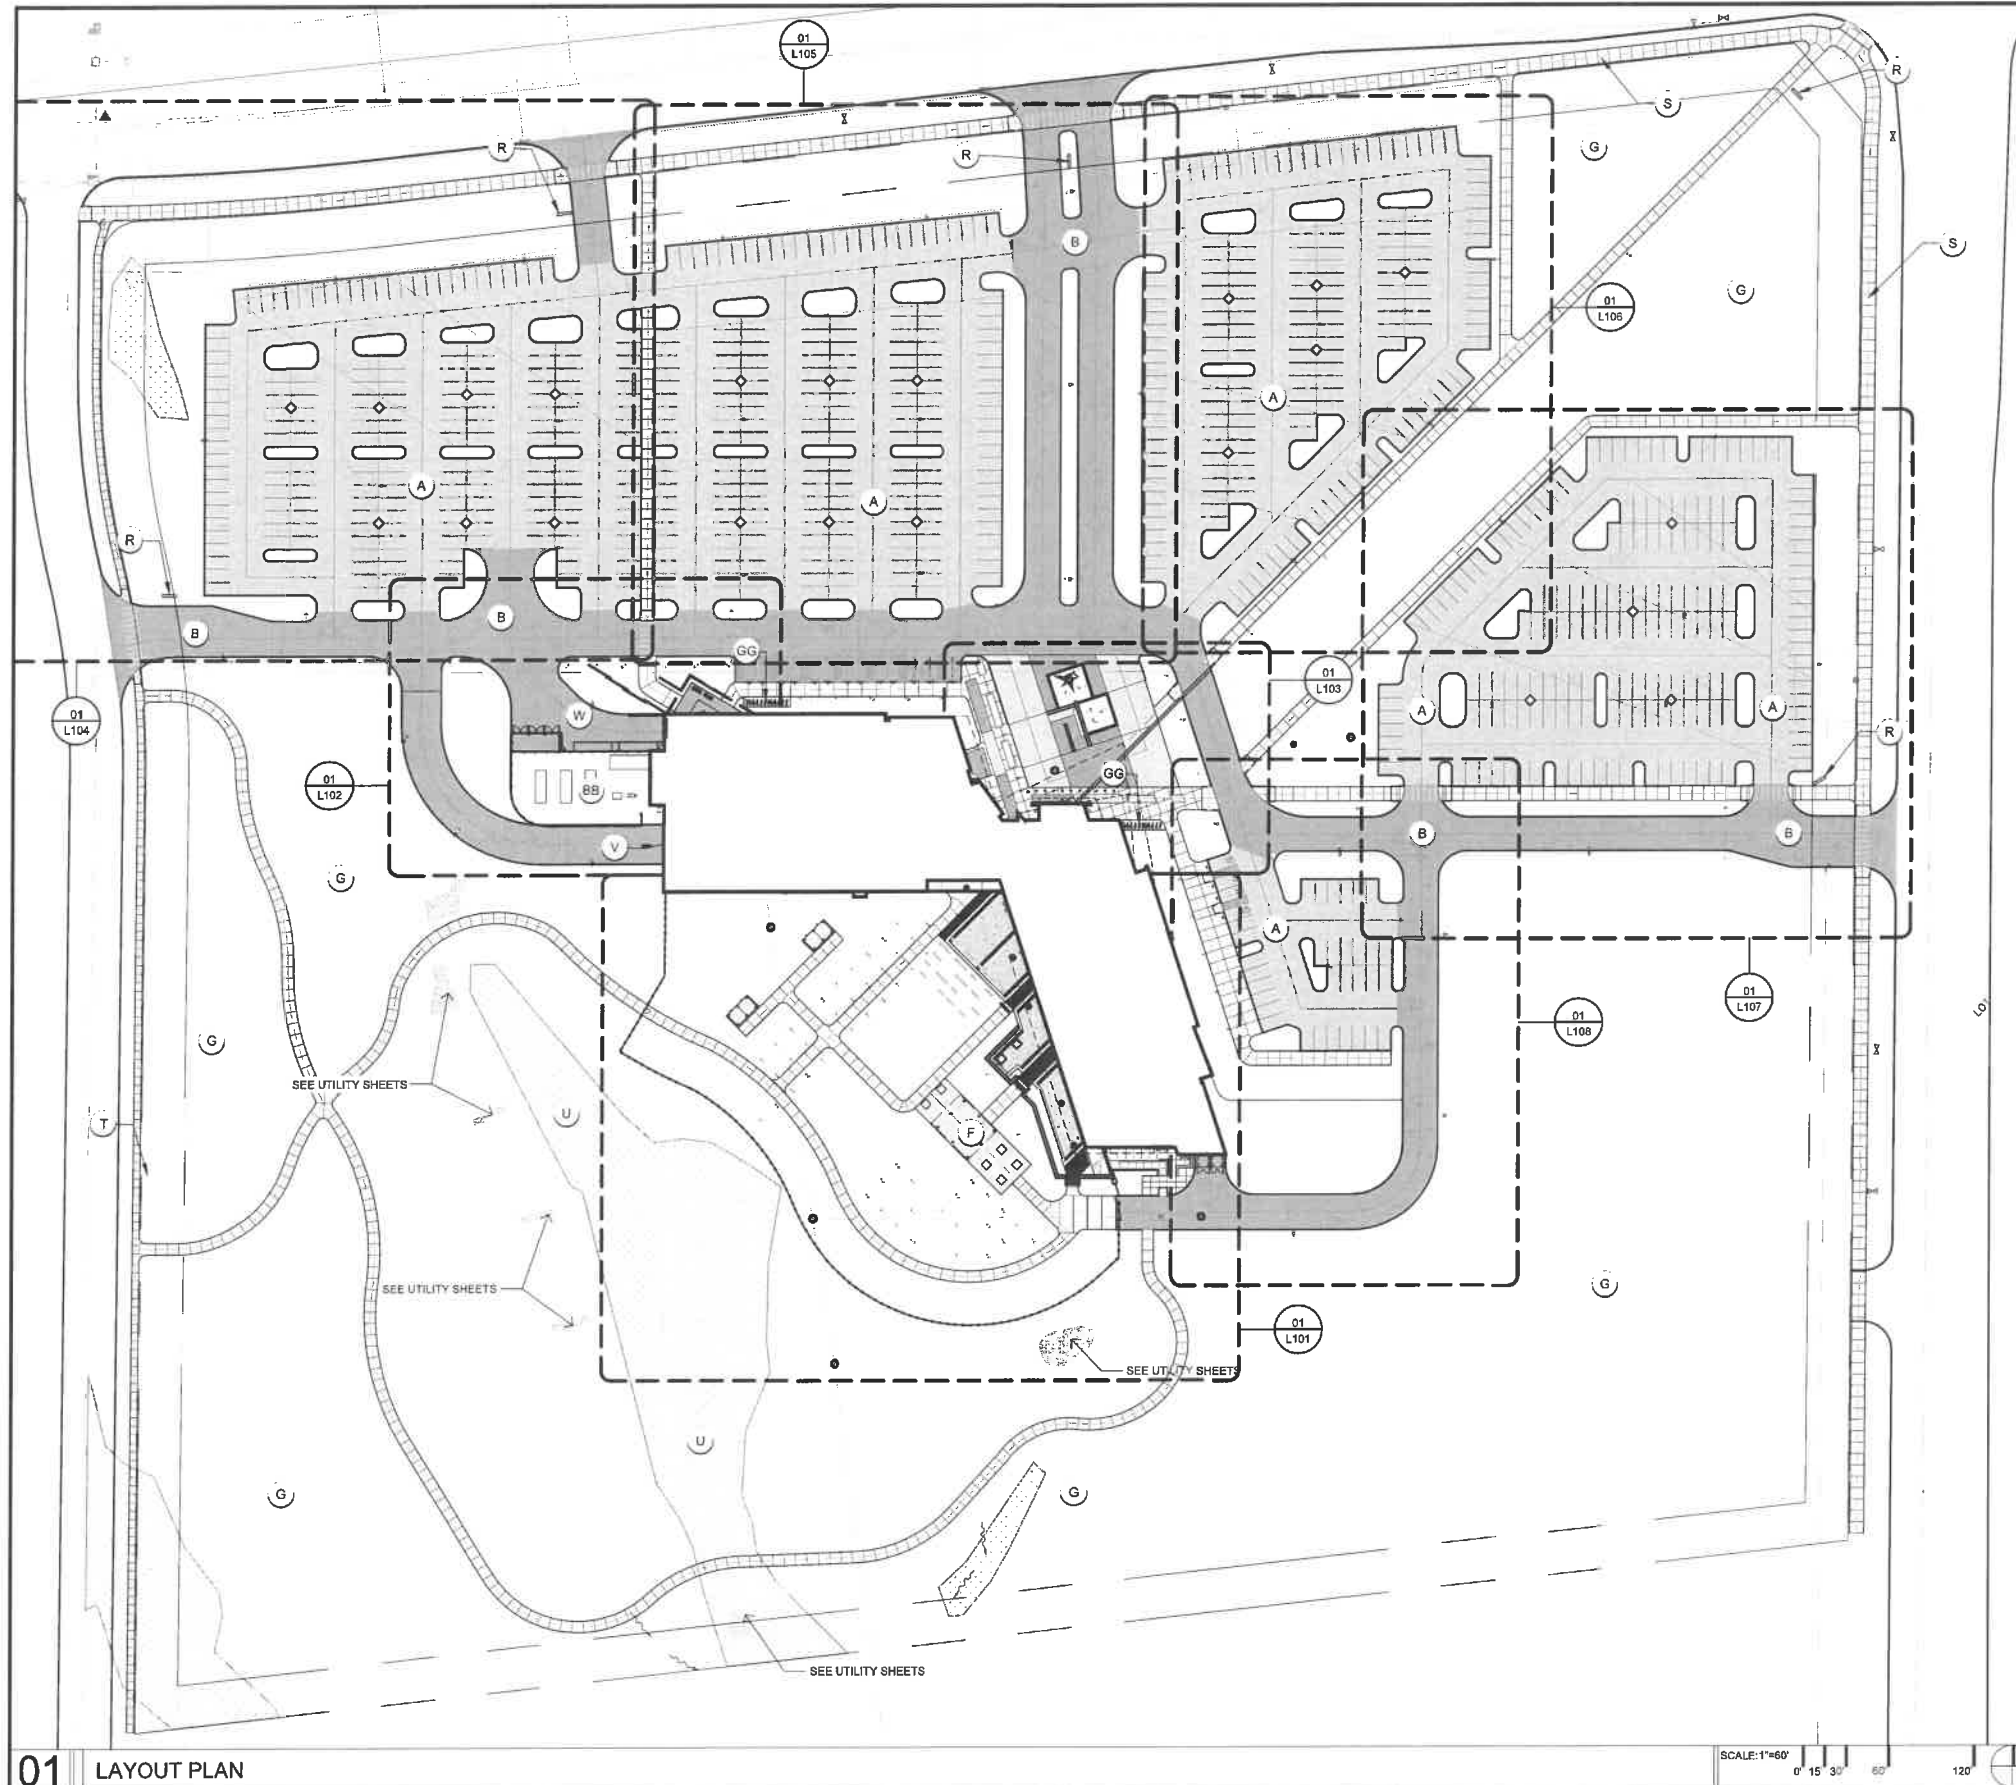 01
L105
R
S
R
R
G
B
S
G
01
L106
A
A
A
R
B
B
GG
01
L103
01
L104
W
A
A
R
GG
01
L102
BB
B
B
V
G
A
01
L107
01
L108
G
SEE UTILITY SHEETS
U
T
F
SEE UTILITY SHEETS
G
01
L101
SEE UTILITY SHEETS
U
G
G
SEE UTILITY SHEETS
01
LAYOUT PLAN
SCALE:1"=60'
0' 15' 30' 60' 120'